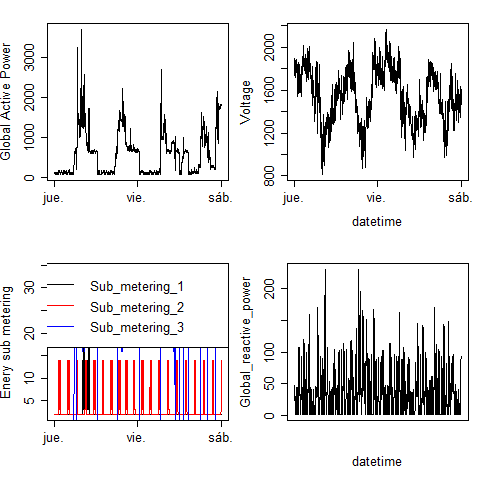 Global Active Power
3000
2000
1000
0
jue.
vie.
sáb.
Voltage
2000
1600
1200
800
jue.
vie.
sáb.
datetime
Enery sub metering
30
20
10
5
Sub_metering_1
Sub_metering_2
Sub_metering_3
jue.
vie.
sáb.
Global_reactive_power
200
100
50
0
datetime